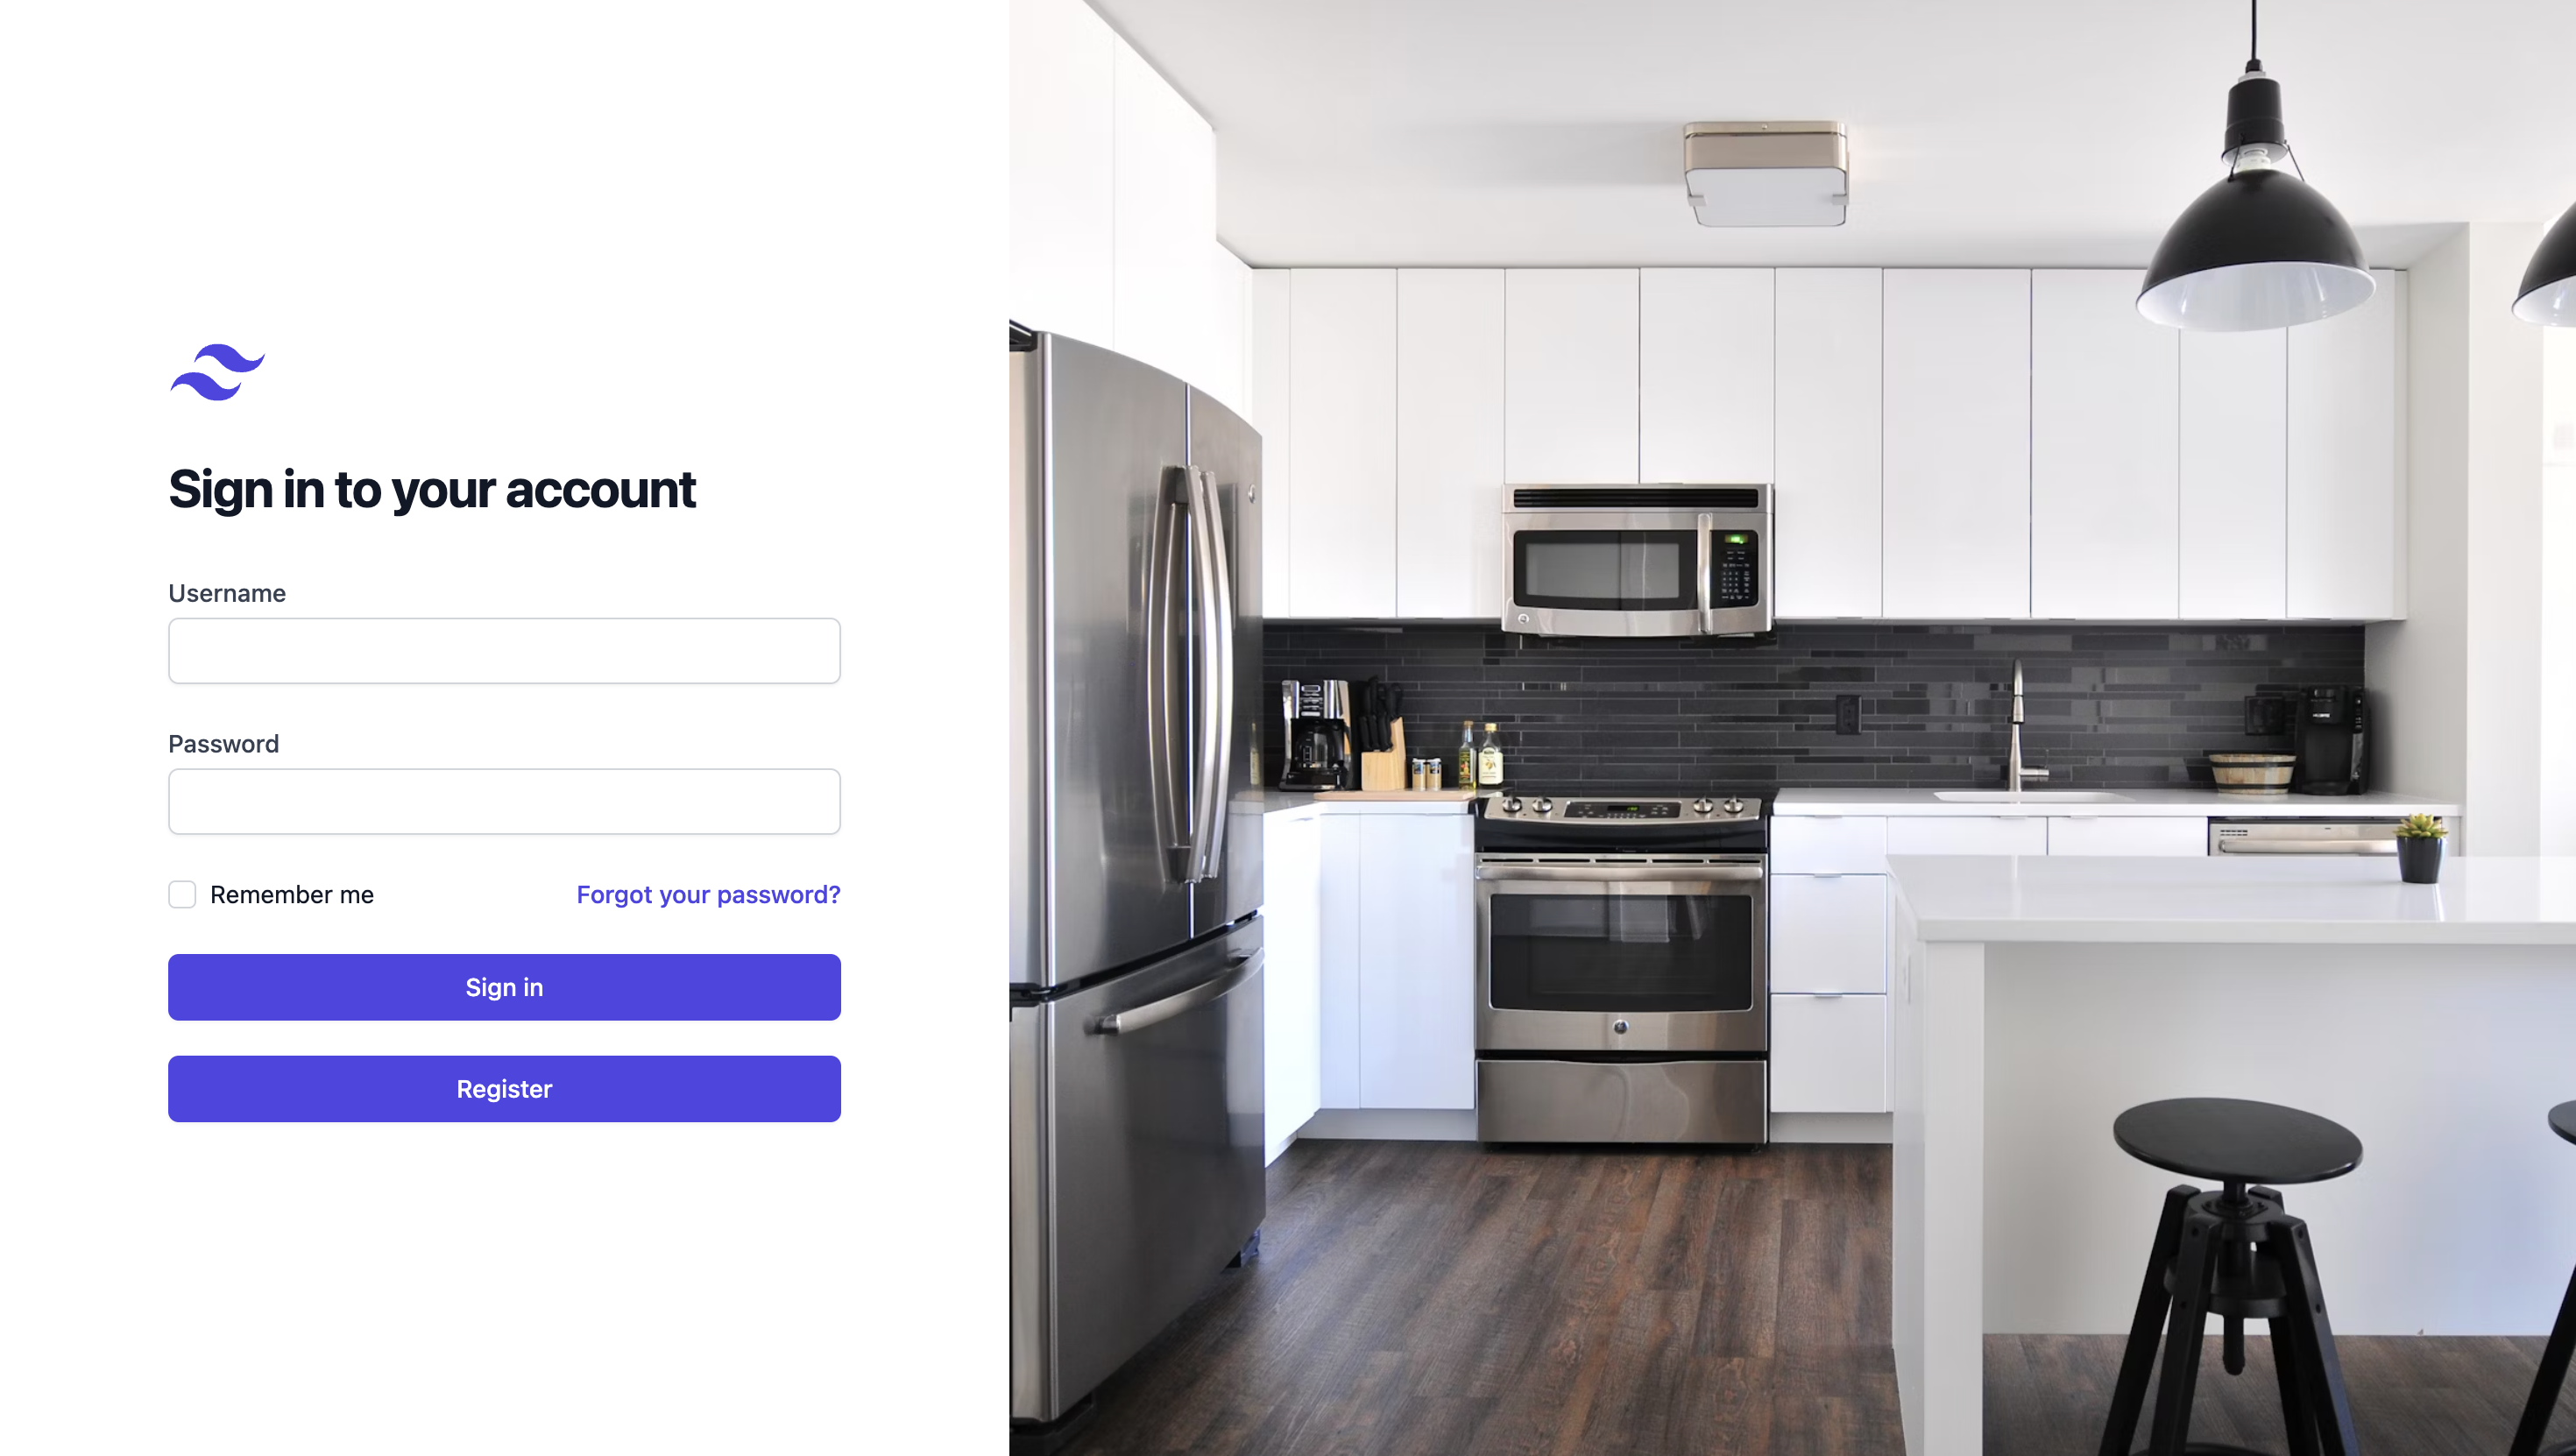 Sign in to your account
Username
Password
Remember me
Forgot your password?
Sign in
Register